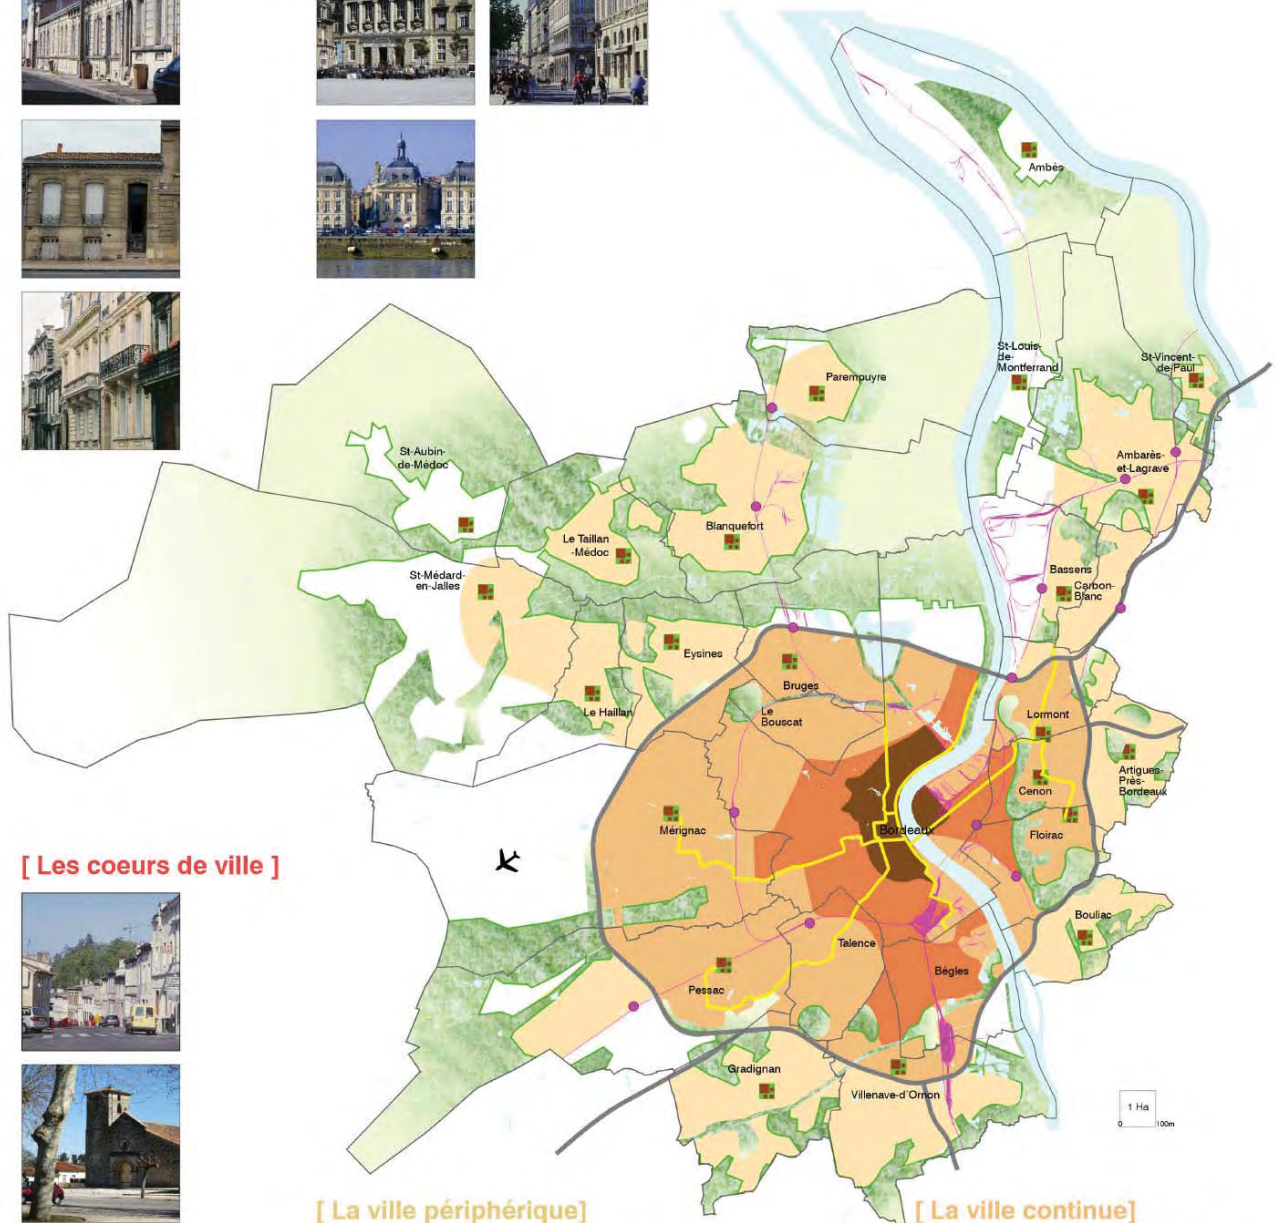 Ambès
St-Louis-
de-
Montferrand
St-Vincent-
de-Paul
Parempuyre
St-Aubin-
de-Médoc
Ambarès-
et-Lagrave
Blanquefort
Le Taillan
-Médoc
St-Médard-
en-Jalles
Bassens
Carbon-
Blanc
Eysines
Bruges
Le Haillan
Le
Bouscat
Lormont
Artigues-
Près-
Bordeaux
Cenon
Mérignac
Bordeaux
Floirac
[ Les coeurs de ville ]
Bouliac
Talence
Bègles
Pessac
Gradignan
Villenave-d'Ornon
1 Ha
0 100m
[ La ville périphérique]
[ La ville continue]